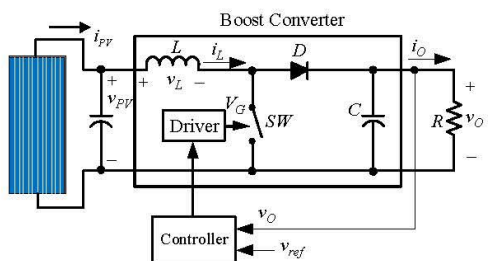 Boost Converter
i_PV
L
i_L
D
i_O
+
+
v_L
−
+
v_PV
V_G
SW
C
R
v_O
Driver
−
−
v_O
Controller
v_ref